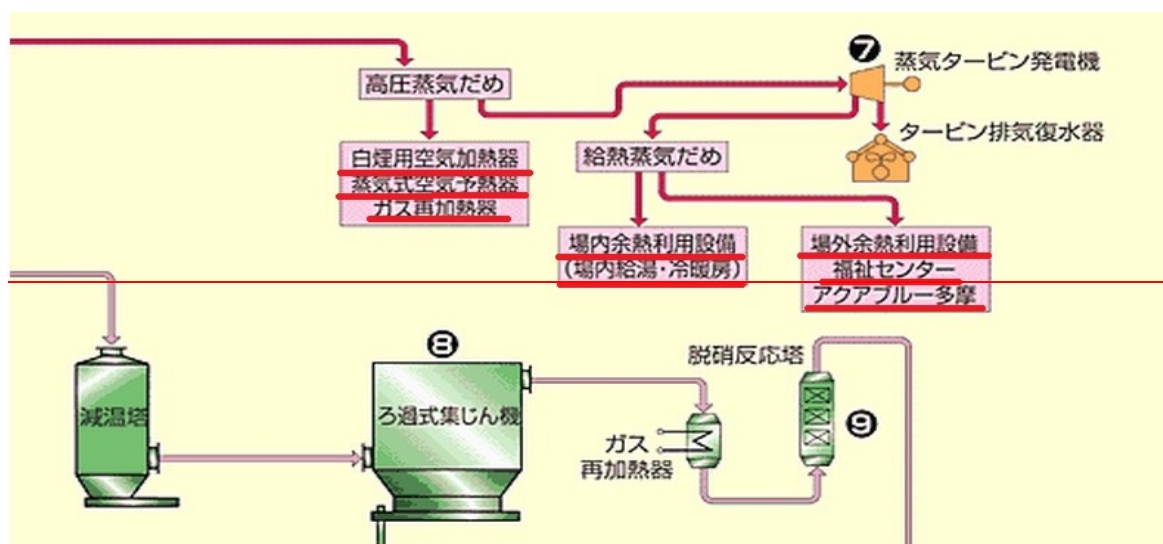 ⑦
蒸気タービン発電機
高圧蒸気だめ
タービン排気復水器
白煙用空気加熱器
蒸気式空気予熱器
ガス再加熱器
給熱蒸気だめ
場内余熱利用設備
(場内給湯・冷暖房)
場外余熱利用設備
福祉センター
アクアブルー多摩
⑧
脱硝反応塔
減温塔
ろ過式集じん機
⑨
ガス
再加熱器